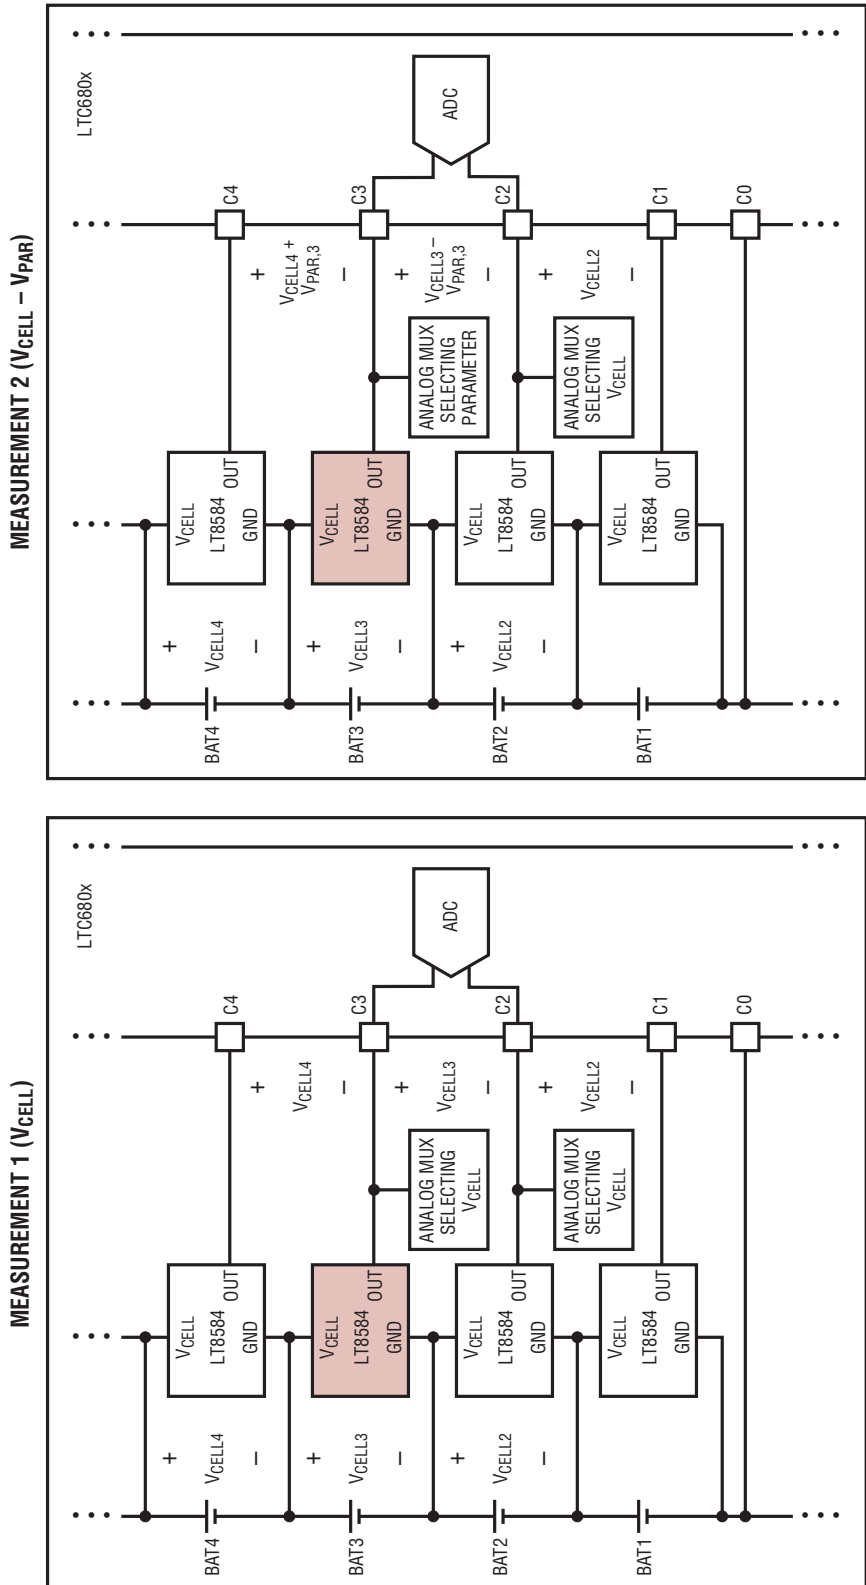 MEASUREMENT 1 (VCELL)
LTC680x
BAT4
+
VCELL4
−
VCELL
LT8584
OUT
GND
C4
+
VCELL4
−
BAT3
+
VCELL3
−
VCELL
LT8584
OUT
GND
ANALOG MUX
SELECTING
VCELL
C3
+
VCELL3
−
ADC
BAT2
+
VCELL2
−
VCELL
LT8584
OUT
GND
ANALOG MUX
SELECTING
VCELL
C2
+
VCELL2
−
BAT1
VCELL
LT8584
OUT
GND
C1
C0
MEASUREMENT 2 (VCELL – VPAR)
LTC680x
BAT4
+
VCELL4
−
VCELL
LT8584
OUT
GND
C4
+
VCELL4 +
VPAR,3
−
BAT3
+
VCELL3
−
VCELL
LT8584
OUT
GND
ANALOG MUX
SELECTING
PARAMETER
C3
+
VCELL3 –
VPAR,3
−
ADC
BAT2
+
VCELL2
−
VCELL
LT8584
OUT
GND
ANALOG MUX
SELECTING
VCELL
C2
+
VCELL2
−
BAT1
VCELL
LT8584
OUT
GND
C1
C0